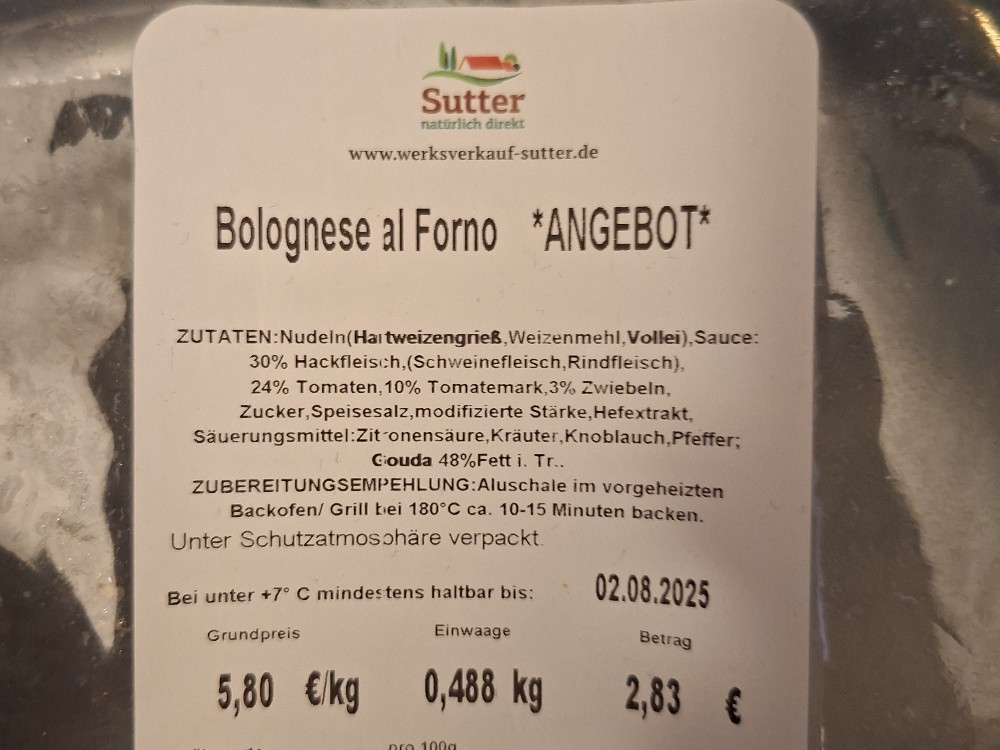 Sutter
natürlich direkt
www.werksverkauf-sutter.de
Bolognese al Forno *ANGEBOT*
ZUTATEN:Nudeln(Hartweizengrieß,Weizenmehl,Vollei),Sauce:
30% Hackfleisch,(Schweinefleisch,Rindfleisch),
24% Tomaten,10% Tomatemark,3% Zwiebeln,
Zucker,Speisesalz,modifizierte Stärke,Hefextrakt,
Säuerungsmittel:Zitronensäure,Kräuter,Knoblauch,Pfeffer;
Gouda 48%Fett i. Tr..
ZUBEREITUNGSEMPEHLUNG:Aluschale im vorgeheizten
Backofen/ Grill bei 180°C ca. 10-15 Minuten backen.
Unter Schutzatmosphäre verpackt.
Bei unter +7° C mindestens haltbar bis: 02.08.2025
Grundpreis Einwaage Betrag
5,80 €/kg 0,488 kg 2,83 €
pro 100g